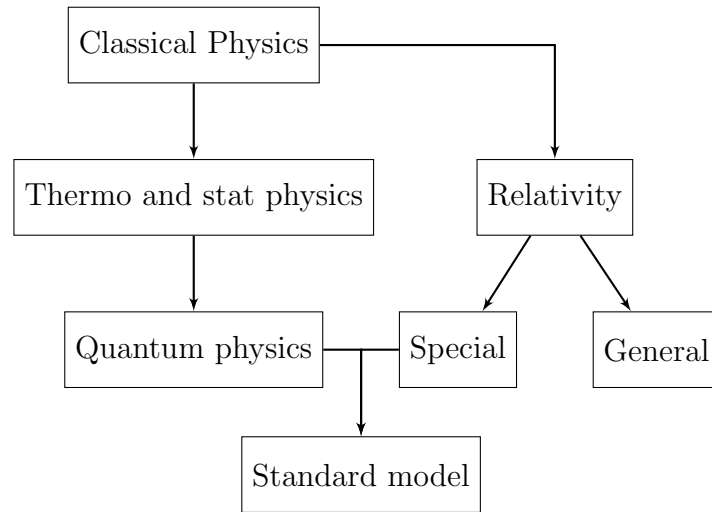 Classical Physics
Thermo and stat physics
Relativity
Quantum physics
Special
General
Standard model